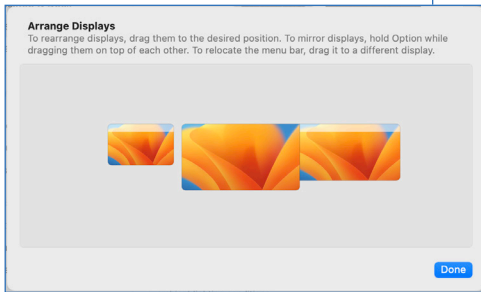 Arrange Displays
To rearrange displays, drag them to the desired position. To mirror displays, hold Option while
dragging them on top of each other. To relocate the menu bar, drag it to a different display.
Done